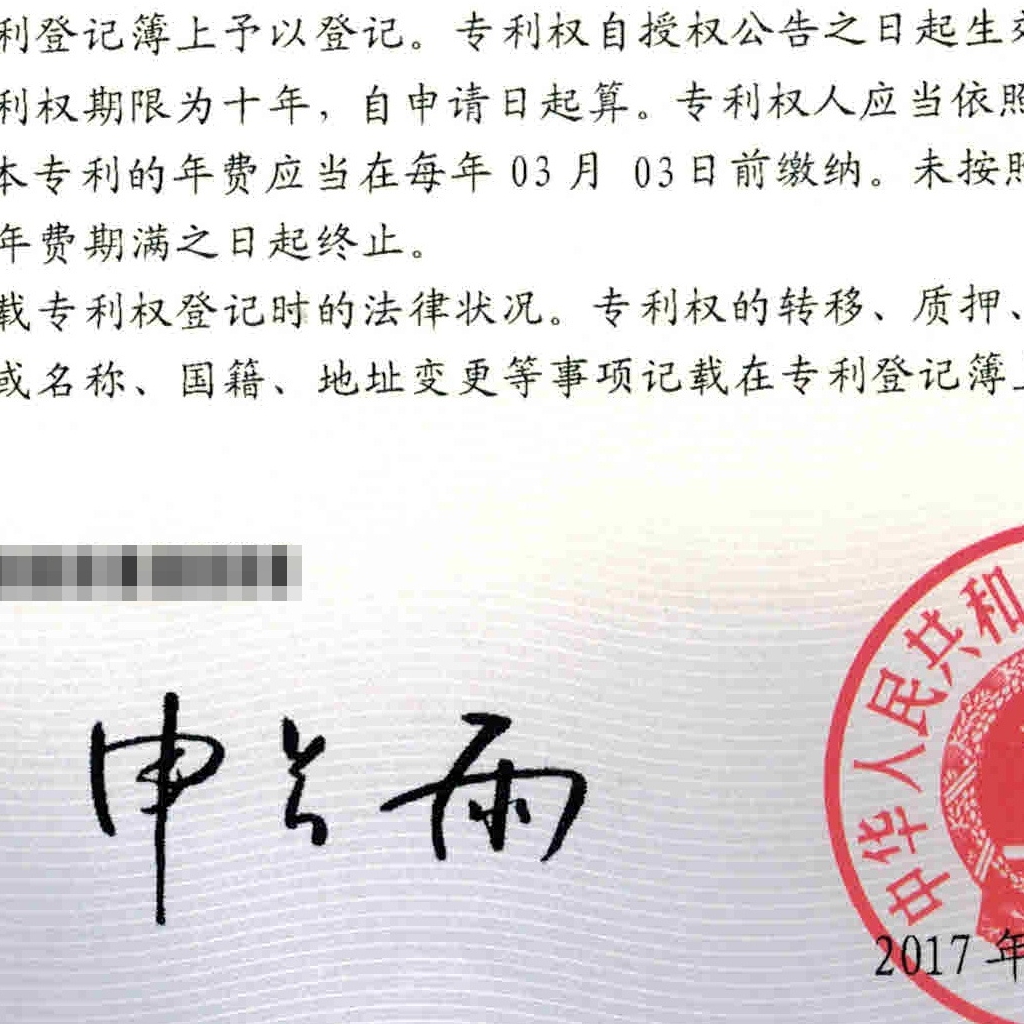 利登记簿上予以登记。专利权自授权公告之日起生效
利权期限为十年，自申请日起算。专利权人应当依照
本专利的年费应当在每年 03 月 03 日前缴纳。未按照
年费期满之日起终止。
载专利权登记时的法律状况。专利权的转移、质押、
或名称、国籍、地址变更等事项记载在专利登记簿上
申长雨
中华人民共和
2017 年